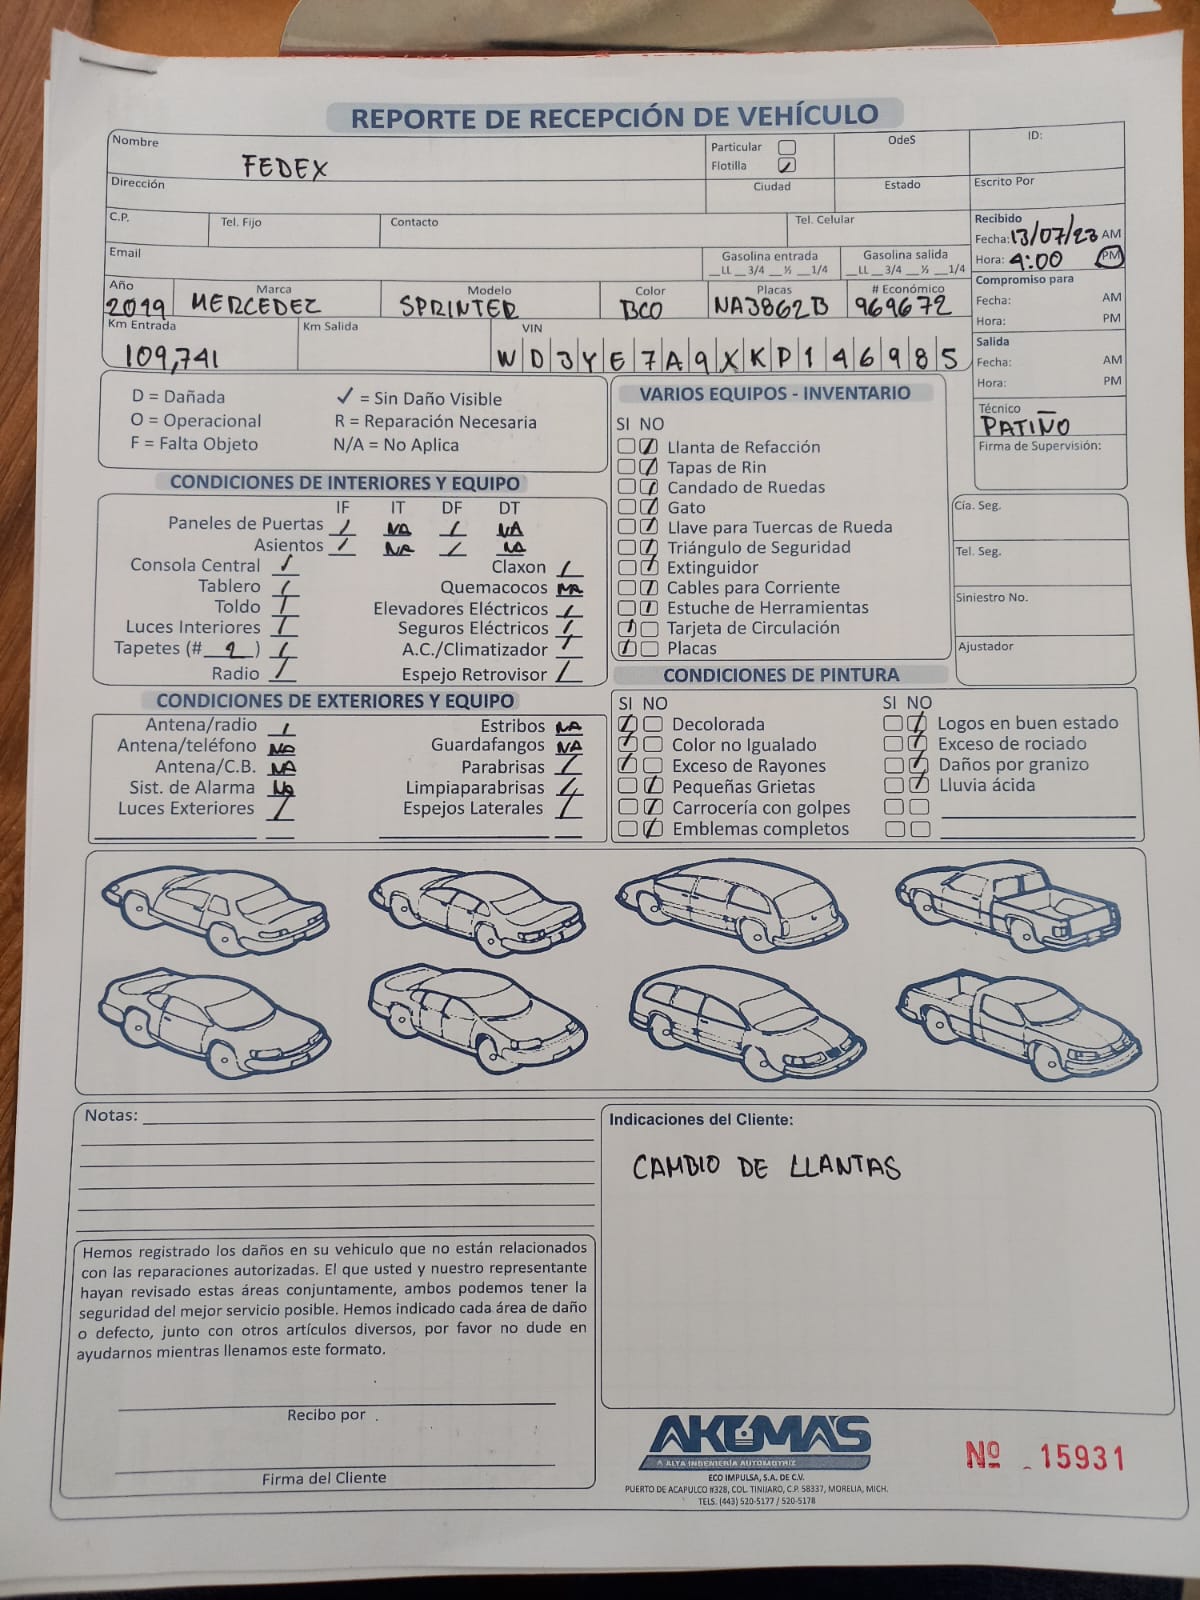 REPORTE DE RECEPCIÓN DE VEHÍCULO
Nombre FEDEX
Particular
Flotilla ✓
OdeS
ID:
Dirección
Ciudad
Estado
Escrito Por
C.P.
Tel. Fijo
Contacto
Tel. Celular
Recibido
Fecha: 13/07/23 AM
Hora: 4:00 PM
Email
Gasolina entrada
__LL __3/4 __½ __1/4
Gasolina salida
__LL __3/4 __½ __1/4
Compromiso para
Fecha: AM
Hora: PM
Año 2019
Marca MERCEDEZ
Modelo SPRINTER
Color BCO
Placas NA3862B
# Económico 969672
Km Entrada 109,741
Km Salida
VIN WD3YE7A9XKP146985
Salida
Fecha: AM
Hora: PM
Técnico
PATIÑO
Firma de Supervisión:
D = Dañada ✓ = Sin Daño Visible
O = Operacional R = Reparación Necesaria
F = Falta Objeto N/A = No Aplica
CONDICIONES DE INTERIORES Y EQUIPO
IF IT DF DT
Paneles de Puertas ✓ NA ✓ NA
Asientos ✓ NA ✓ NA
Consola Central ✓ Claxon ✓
Tablero ✓ Quemacocos NA
Toldo ✓ Elevadores Eléctricos ✓
Luces Interiores ✓ Seguros Eléctricos ✓
Tapetes (# 2 ) ✓ A.C./Climatizador ✓
Radio ✓ Espejo Retrovisor ✓
CONDICIONES DE EXTERIORES Y EQUIPO
Antena/radio ✓ Estribos NA
Antena/teléfono NA Guardafangos NA
Antena/C.B. NA Parabrisas ✓
Sist. de Alarma NA Limpiaparabrisas ✓
Luces Exteriores ✓ Espejos Laterales ✓
VARIOS EQUIPOS - INVENTARIO
SI NO
Llanta de Refacción
Tapas de Rin
Candado de Ruedas
Gato
Llave para Tuercas de Rueda
Triángulo de Seguridad
Extinguidor
Cables para Corriente
Estuche de Herramientas
Tarjeta de Circulación
Placas
Cía. Seg.
Tel. Seg.
Siniestro No.
Ajustador
CONDICIONES DE PINTURA
SI NO SI NO
Decolorada Logos en buen estado
Color no Igualado Exceso de rociado
Exceso de Rayones Daños por granizo
Pequeñas Grietas Lluvia ácida
Carrocería con golpes
Emblemas completos
Notas:
Indicaciones del Cliente:
CAMBIO DE LLANTAS
Hemos registrado los daños en su vehiculo que no están relacionados
con las reparaciones autorizadas. El que usted y nuestro representante
hayan revisado estas áreas conjuntamente, ambos podemos tener la
seguridad del mejor servicio posible. Hemos indicado cada área de daño
o defecto, junto con otros artículos diversos, por favor no dude en
ayudarnos mientras llenamos este formato.
Recibo por
Firma del Cliente
AKTMA'S
ALTA INGENIERÍA AUTOMOTRIZ
ECO IMPULSA, S.A. DE C.V.
PUERTO DE ACAPULCO #328, COL. TINIJARO, C.P. 58337, MORELIA, MICH.
TELS. (443) 520-5177 / 520-5178
Nº 15931